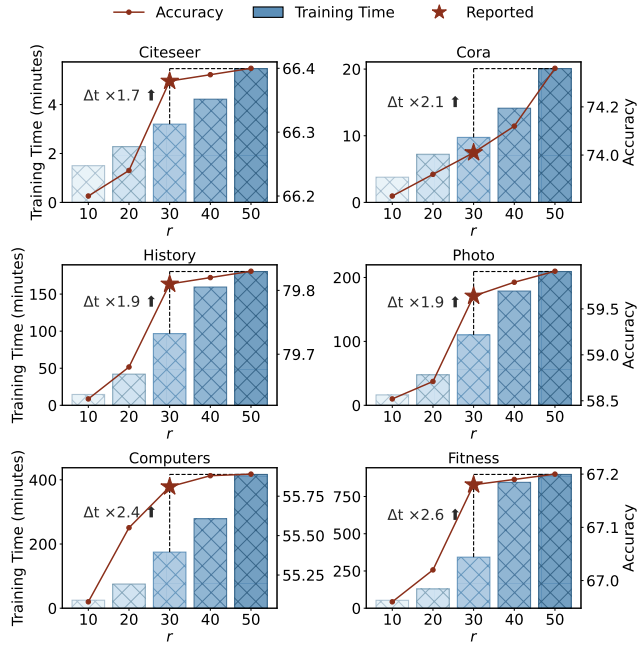 Accuracy Training Time Reported
Citeseer Cora
Training Time (minutes) Accuracy
0 2 4
66.2 66.3 66.4
Δt ×1.7 ⬆
10 20 30 40 50
r
0 10 20
74.0 74.2
Δt ×2.1 ⬆
10 20 30 40 50
r
History Photo
Training Time (minutes) Accuracy
0 50 100 150
79.7 79.8
Δt ×1.9 ⬆
10 20 30 40 50
r
0 100 200
58.5 59.0 59.5
Δt ×1.9 ⬆
10 20 30 40 50
r
Computers Fitness
Training Time (minutes) Accuracy
0 200 400
55.25 55.50 55.75
Δt ×2.4 ⬆
10 20 30 40 50
r
0 250 500 750
67.0 67.1 67.2
Δt ×2.6 ⬆
10 20 30 40 50
r